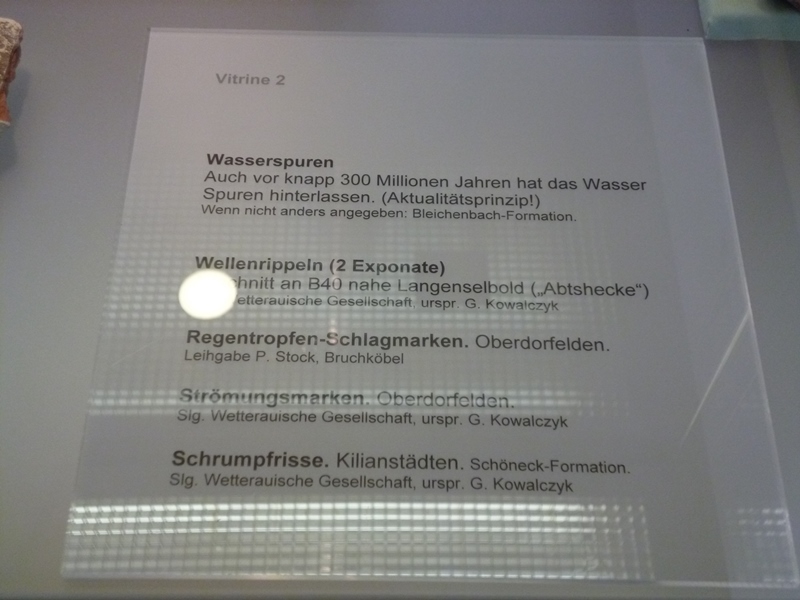 Vitrine 2
Wasserspuren
Auch vor knapp 300 Millionen Jahren hat das Wasser
Spuren hinterlassen. (Aktualitätsprinzip!)
Wenn nicht anders angegeben: Bleichenbach-Formation.
Wellenrippeln (2 Exponate)
an B40 nahe Langenselbold („Abtshecke“)
Wetterauische Gesellschaft, urspr. G. Kowalczyk
Regentropfen-Schlagmarken. Oberdorfelden.
Leihgabe P. Stock, Bruchköbel
Strömungsmarken. Oberdorfelden.
Slg. Wetterauische Gesellschaft, urspr. G. Kowalczyk
Schrumpfrisse. Kilianstädten. Schöneck-Formation.
Slg. Wetterauische Gesellschaft, urspr. G. Kowalczyk